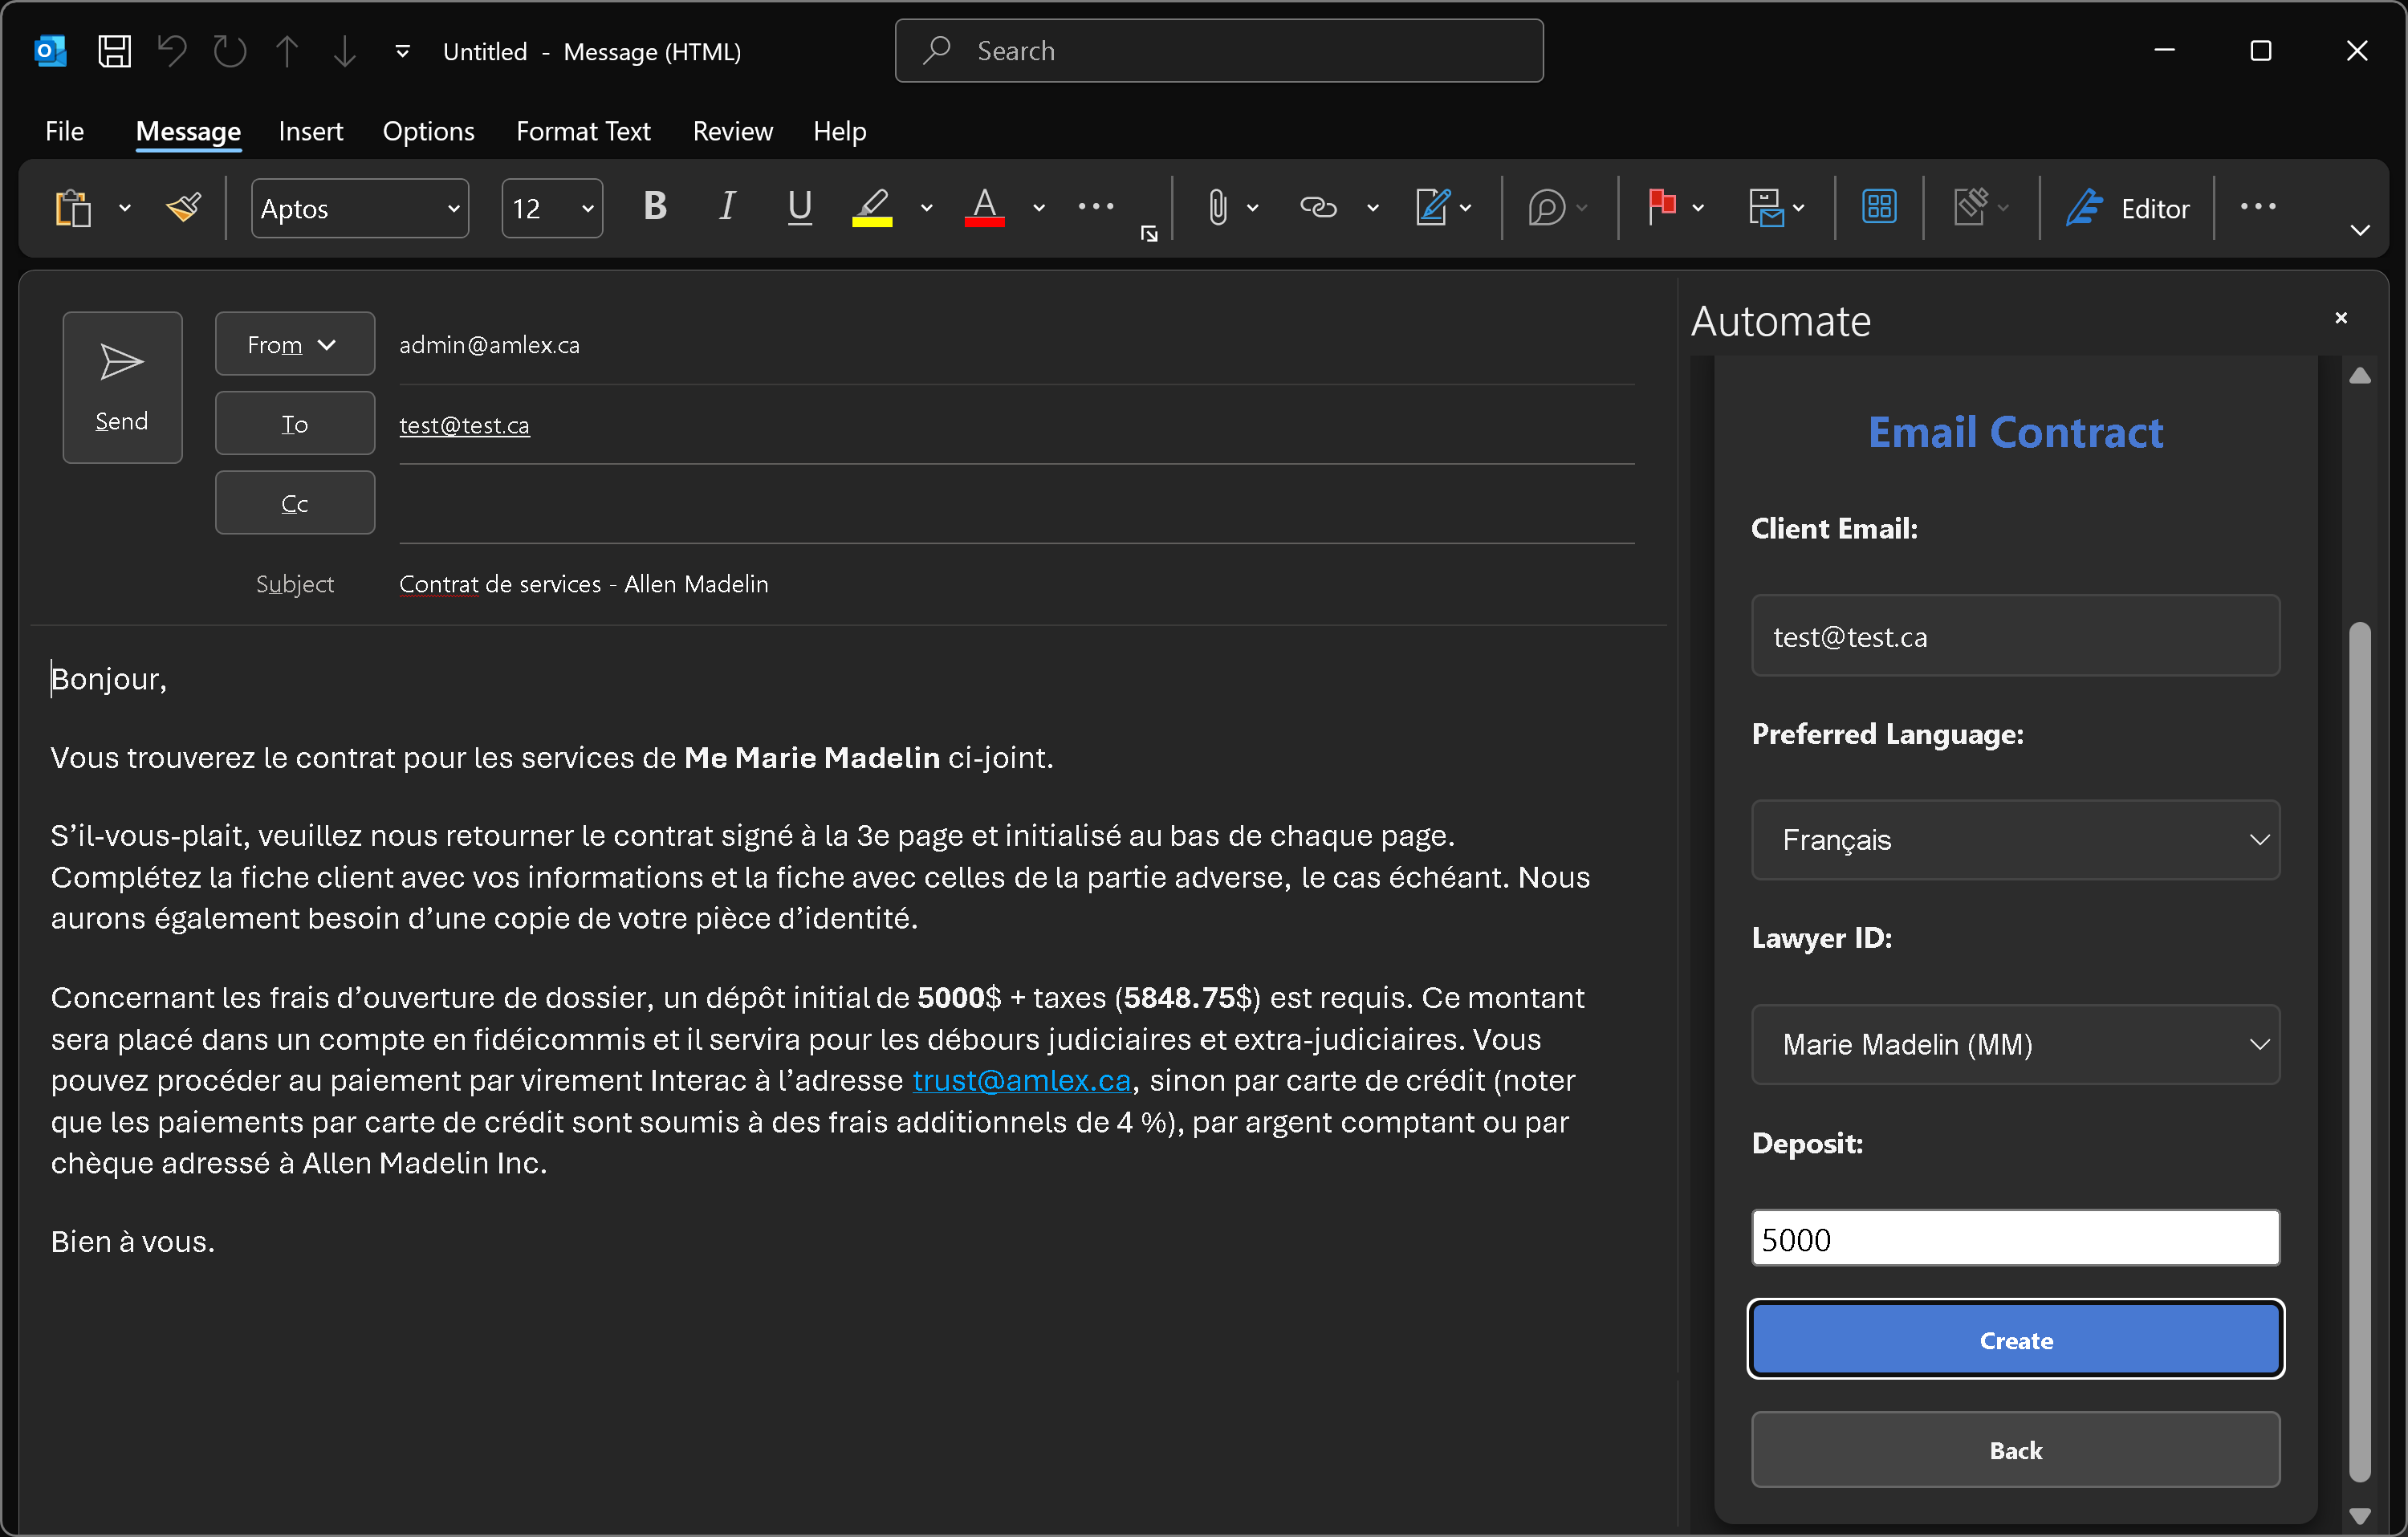 Untitled - Message (HTML)
Search
File Message Insert Options Format Text Review Help
Aptos 12 B I U A Editor
Send
From admin@amlex.ca
To test@test.ca
Cc
Subject Contrat de services - Allen Madelin
Bonjour,
Vous trouverez le contrat pour les services de Me Marie Madelin ci-joint.
S’il-vous-plait, veuillez nous retourner le contrat signé à la 3e page et initialisé au bas de chaque page.
Complétez la fiche client avec vos informations et la fiche avec celles de la partie adverse, le cas échéant. Nous
aurons également besoin d’une copie de votre pièce d’identité.
Concernant les frais d’ouverture de dossier, un dépôt initial de 5000$ + taxes (5848.75$) est requis. Ce montant
sera placé dans un compte en fidéicommis et il servira pour les débours judiciaires et extra-judiciaires. Vous
pouvez procéder au paiement par virement Interac à l’adresse trust@amlex.ca, sinon par carte de crédit (noter
que les paiements par carte de crédit sont soumis à des frais additionnels de 4 %), par argent comptant ou par
chèque adressé à Allen Madelin Inc.
Bien à vous.
Automate
Email Contract
Client Email:
test@test.ca
Preferred Language:
Français
Lawyer ID:
Marie Madelin (MM)
Deposit:
5000
Create
Back